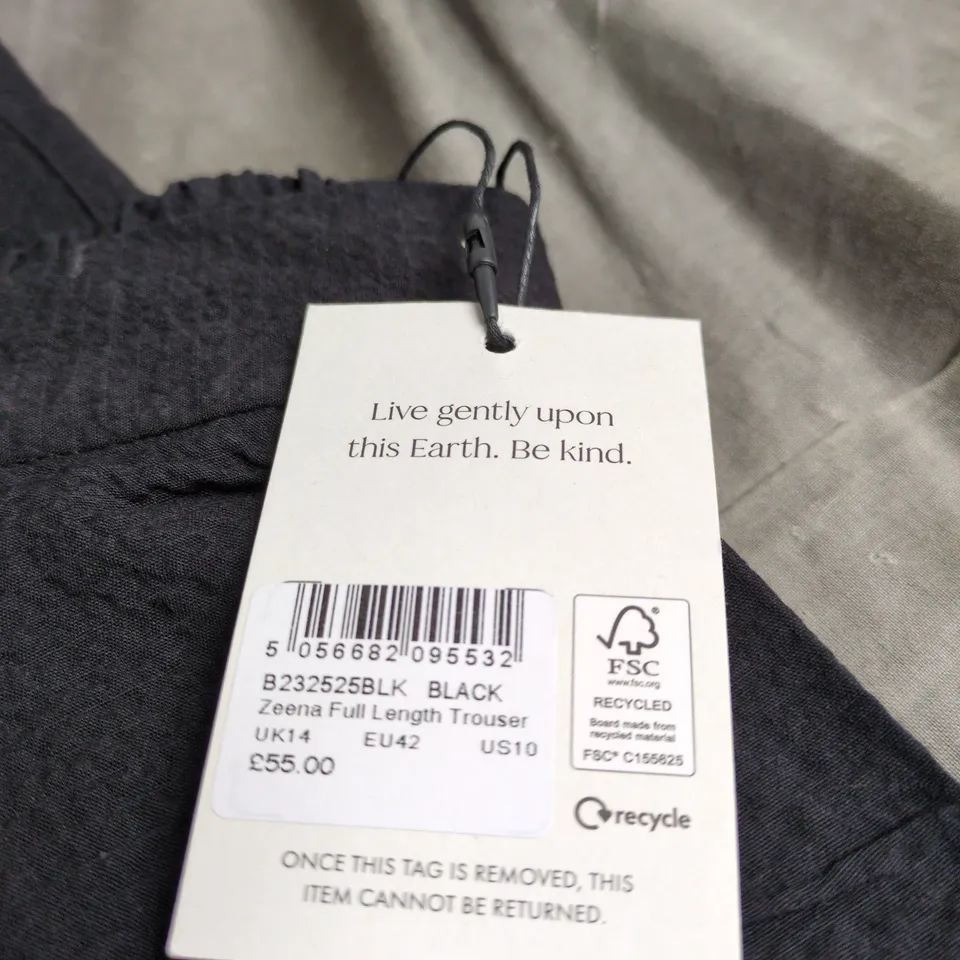 Live gently upon
this Earth. Be kind.
5 056682 095532
B232525BLK BLACK
Zeena Full Length Trouser
UK14 EU42 US10
£55.00
FSC®
www.fsc.org
RECYCLED
Board made from
recycled material
FSC® C155625
recycle
ONCE THIS TAG IS REMOVED, THIS
ITEM CANNOT BE RETURNED.